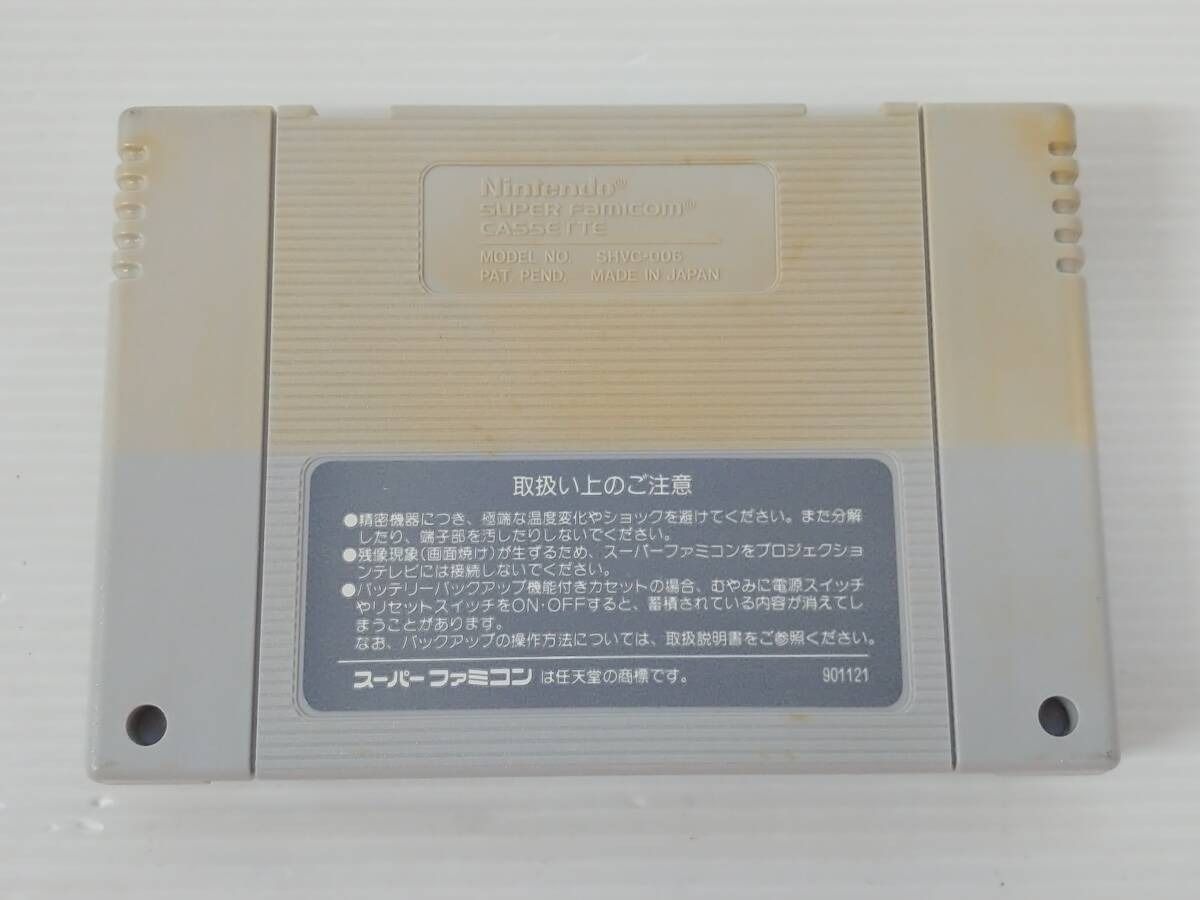 Nintendo®
SUPER Famicom®
CASSETTE
MODEL NO. SHVC-006
PAT PEND. MADE IN JAPAN
取扱い上のご注意
●精密機器につき、極端な温度変化やショックを避けてください。また分解
したり、端子部を汚したりしないでください。
●残像現象(画面焼け)が生ずるため、スーパーファミコンをプロジェクショ
ンテレビには接続しないでください。
●バッテリーバックアップ機能付きカセットの場合、むやみに電源スイッチ
やリセットスイッチをON・OFFすると、蓄積されている内容が消えてし
まうことがあります。
なお、バックアップの操作方法については、取扱説明書をご参照ください。
スーパーファミコン は任天堂の商標です。 901121